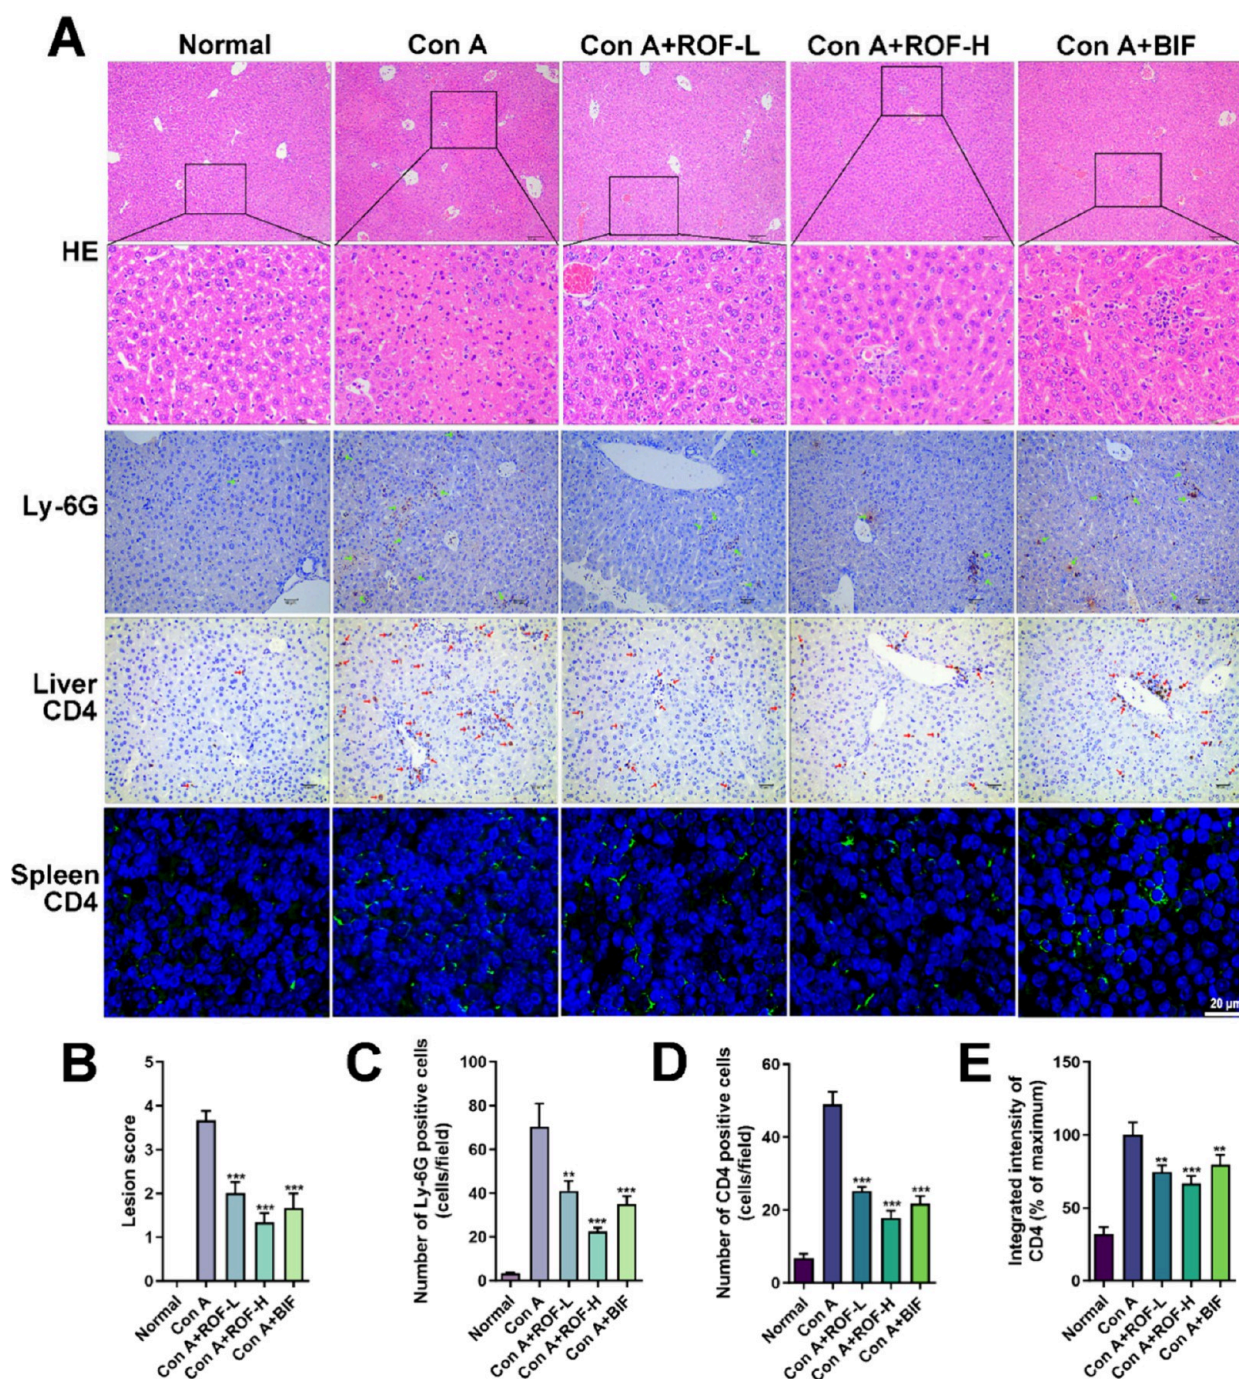 A
Normal
Con A
Con A+ROF-L
Con A+ROF-H
Con A+BIF
HE
Ly-6G
Liver
CD4
Spleen
CD4
20 μm
B
Lesion score
5
4
3
2
1
0
***
***
***
Normal
Con A
Con A+ROF-L
Con A+ROF-H
Con A+BIF
C
Number of Ly-6G positive cells
(cells/field)
100
80
60
40
20
0
**
***
***
Normal
Con A
Con A+ROF-L
Con A+ROF-H
Con A+BIF
D
Number of CD4 positive cells
(cells/field)
60
40
20
0
***
***
***
Normal
Con A
Con A+ROF-L
Con A+ROF-H
Con A+BIF
E
Integrated intensity of
CD4 (% of maximum)
150
100
50
0
**
***
**
Normal
Con A
Con A+ROF-L
Con A+ROF-H
Con A+BIF